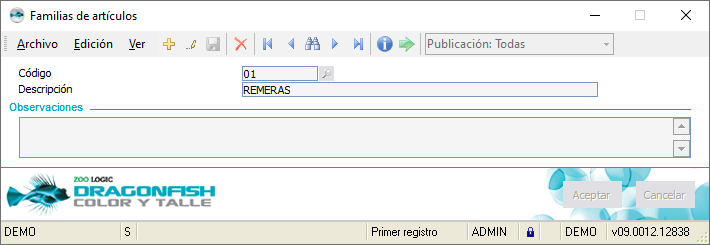 Familias de artículos
Archivo Edición Ver Publicación: Todas
Código 01
Descripción REMERAS
Observaciones
ZOO LOGIC
DRAGONFISH
COLOR Y TALLE
Aceptar Cancelar
DEMO S Primer registro ADMIN DEMO v09.0012.12838